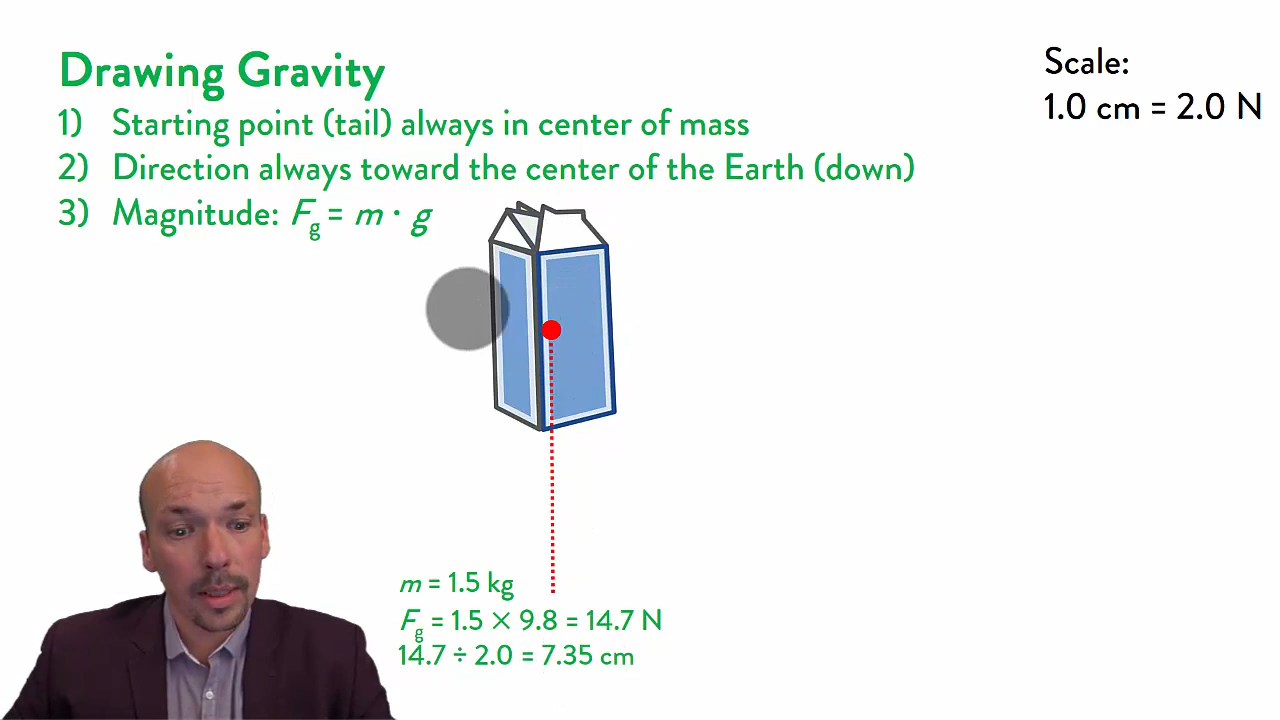 Drawing Gravity
1) Starting point (tail) always in center of mass
2) Direction always toward the center of the Earth (down)
3) Magnitude: Fg = m · g
Scale:
1.0 cm = 2.0 N
m = 1.5 kg
Fg = 1.5 × 9.8 = 14.7 N
14.7 ÷ 2.0 = 7.35 cm